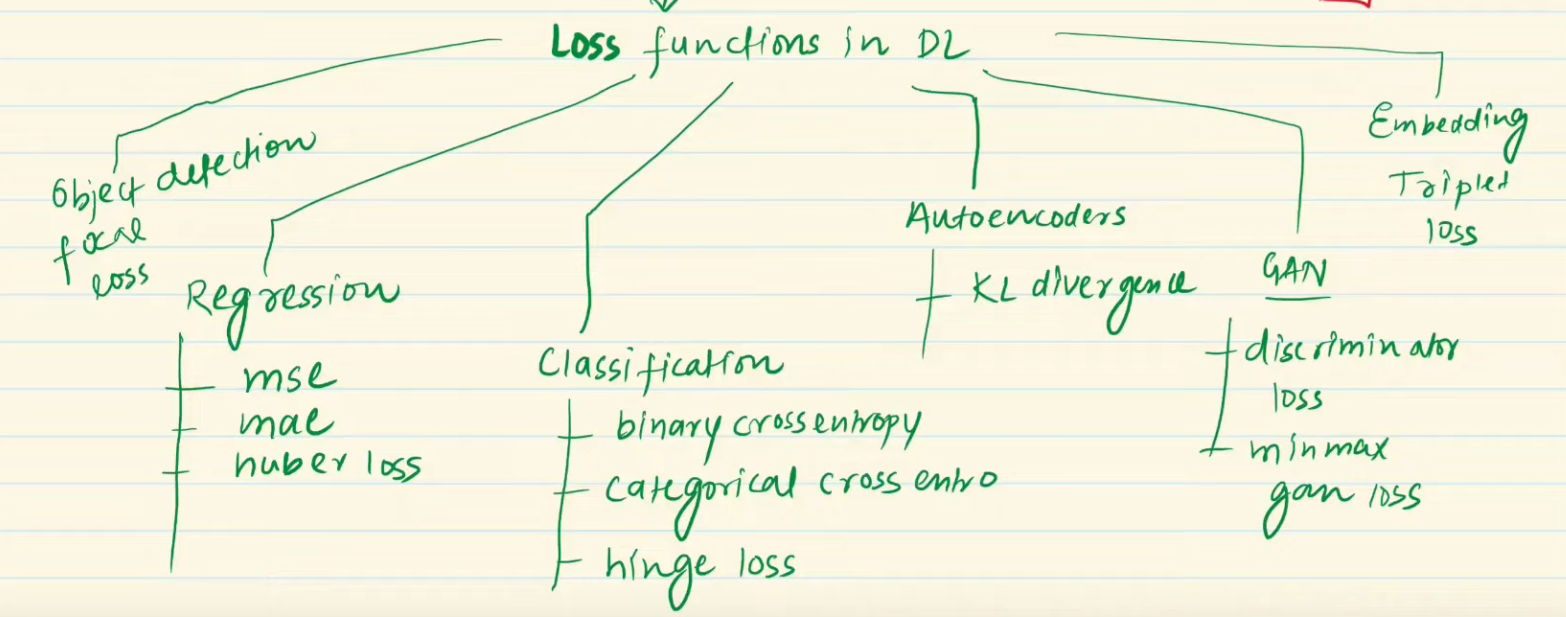 Loss functions in DL
Object detection
focal
loss
Regression
mse
mae
huber loss
Classification
binary crossentropy
categorical cross entro
hinge loss
Autoencoders
KL divergence
GAN
discriminator
loss
minmax
gan loss
Embedding
Triplet
loss